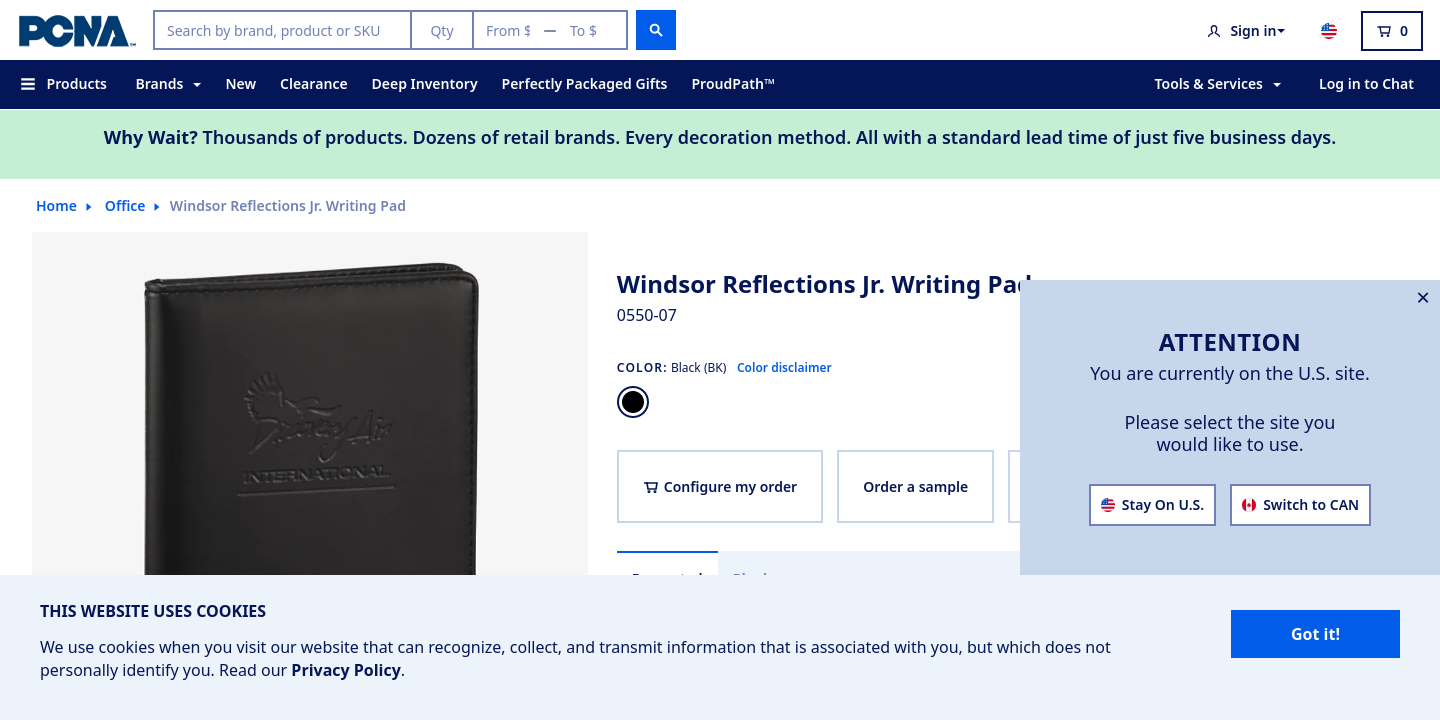 PCNA™
Search by brand, product or SKU
Qty
From $ — To $
Sign in
0
Products
Brands
New
Clearance
Deep Inventory
Perfectly Packaged Gifts
ProudPath™
Tools & Services
Log in to Chat
Why Wait? Thousands of products. Dozens of retail brands. Every decoration method. All with a standard lead time of just five business days.
Home
Office
Windsor Reflections Jr. Writing Pad
Windsor Reflections Jr. Writing Pad
0550-07
COLOR: Black (BK) Color disclaimer
Configure my order
Order a sample
INTERNATIONAL
ATTENTION
You are currently on the U.S. site.
Please select the site you
would like to use.
Stay On U.S.
Switch to CAN
THIS WEBSITE USES COOKIES
We use cookies when you visit our website that can recognize, collect, and transmit information that is associated with you, but which does not
personally identify you. Read our Privacy Policy.
Got it!